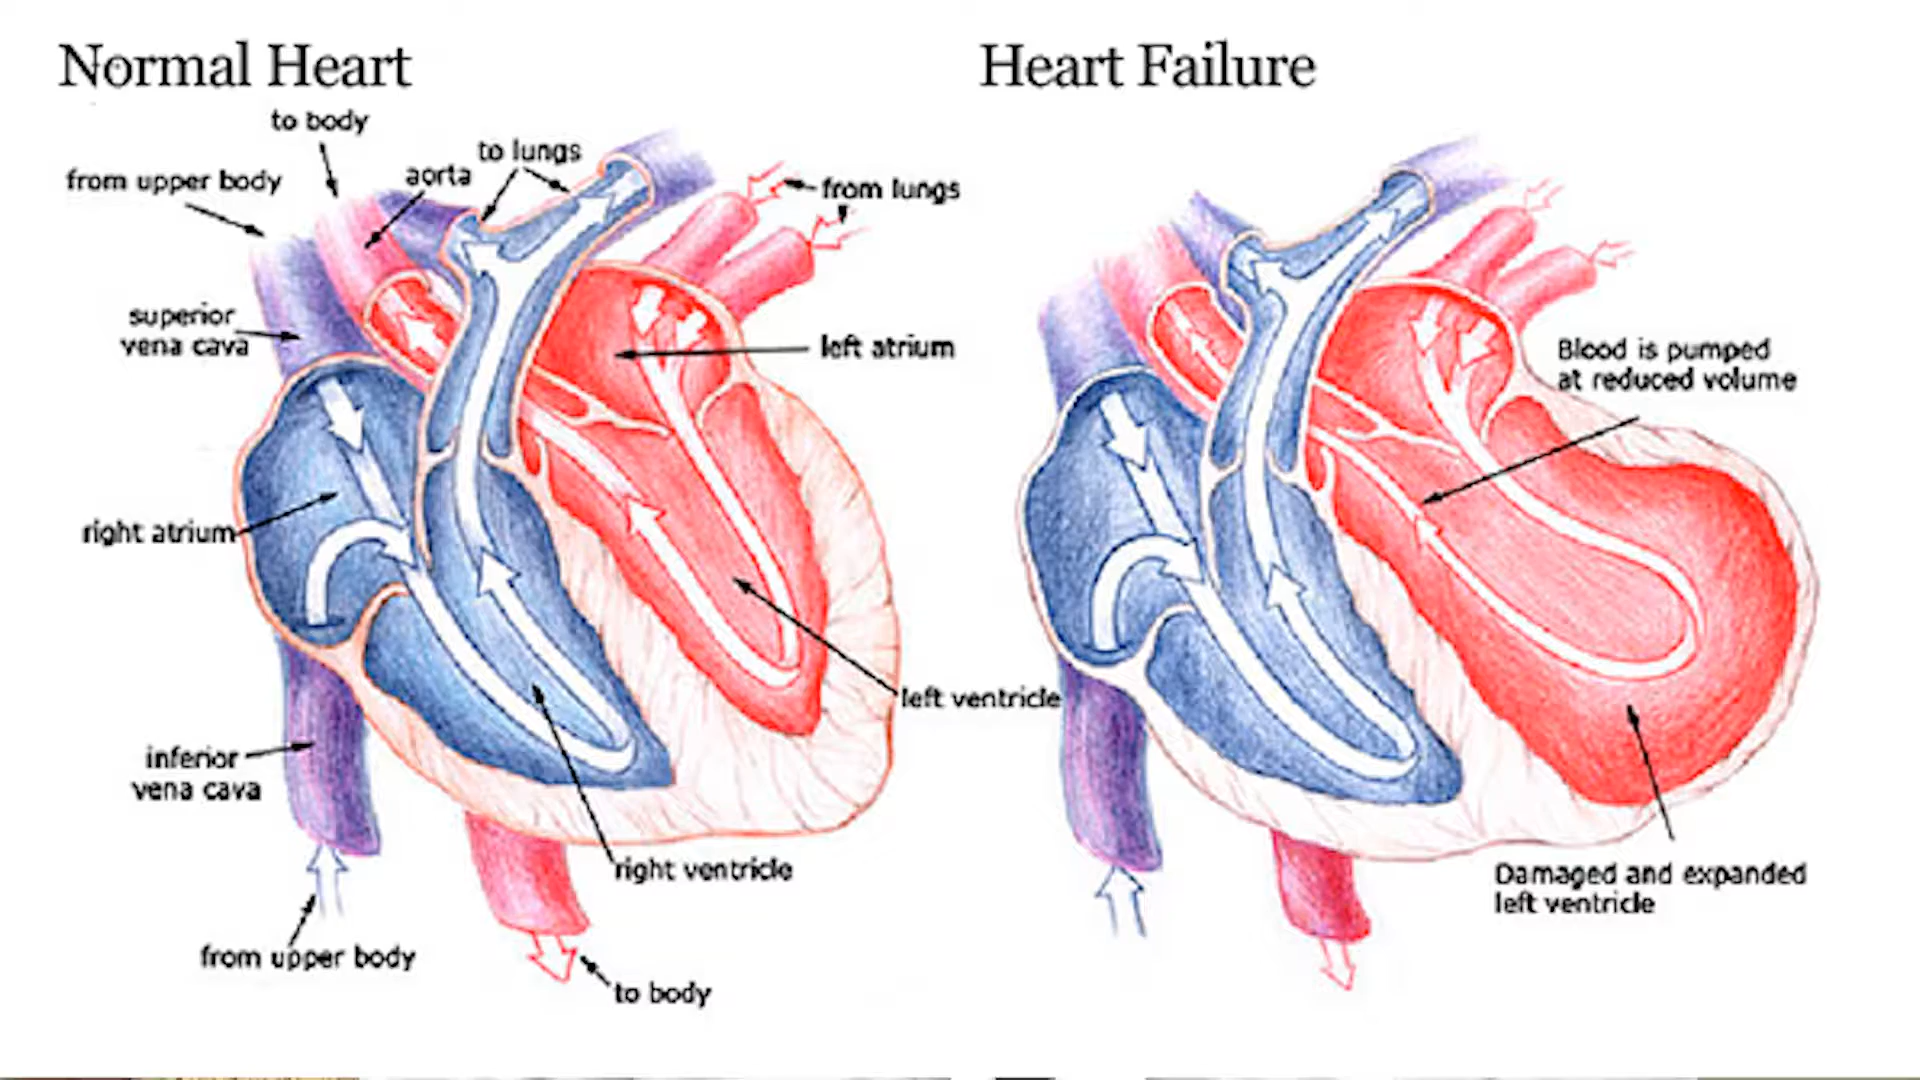 Normal Heart
Heart Failure
to body
to lungs
from upper body
aorta
from lungs
superior
vena cava
left atrium
Blood is pumped
at reduced volume
right atrium
left ventricle
inferior
vena cava
right ventricle
Damaged and expanded
left ventricle
from upper body
to body